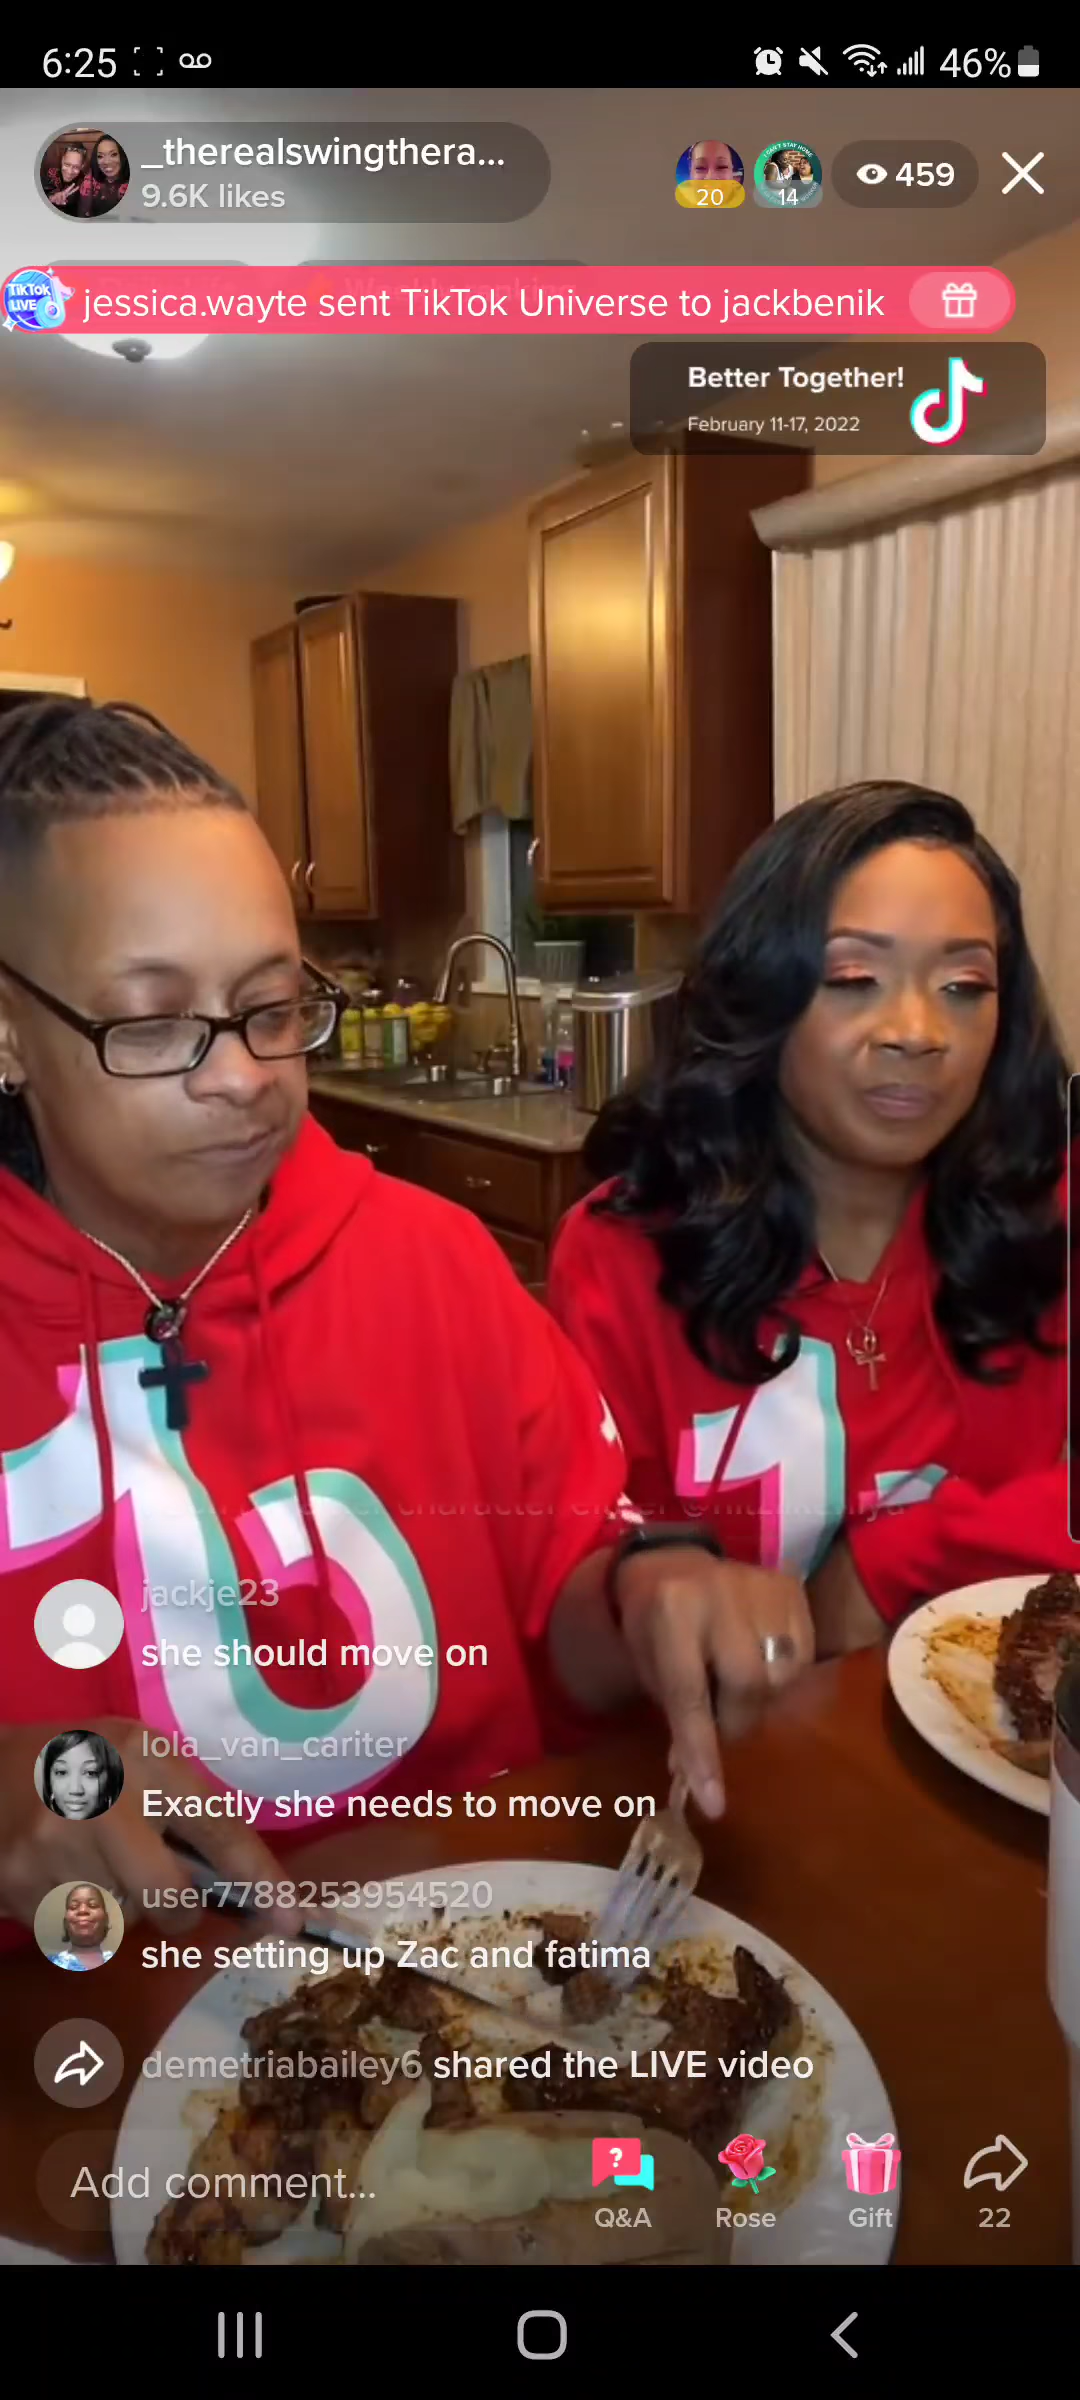 6:25
46%
_therealswingthera...
9.6K likes
20
14
459
TikTok
LIVE
jessica.wayte sent TikTok Universe to jackbenik
Better Together!
February 11-17, 2022
jackje23
she should move on
lola_van_cariter
Exactly she needs to move on
user7788253954520
she setting up Zac and fatima
demetriabailey6 shared the LIVE video
Add comment...
?
Q&A
Rose
Gift
22